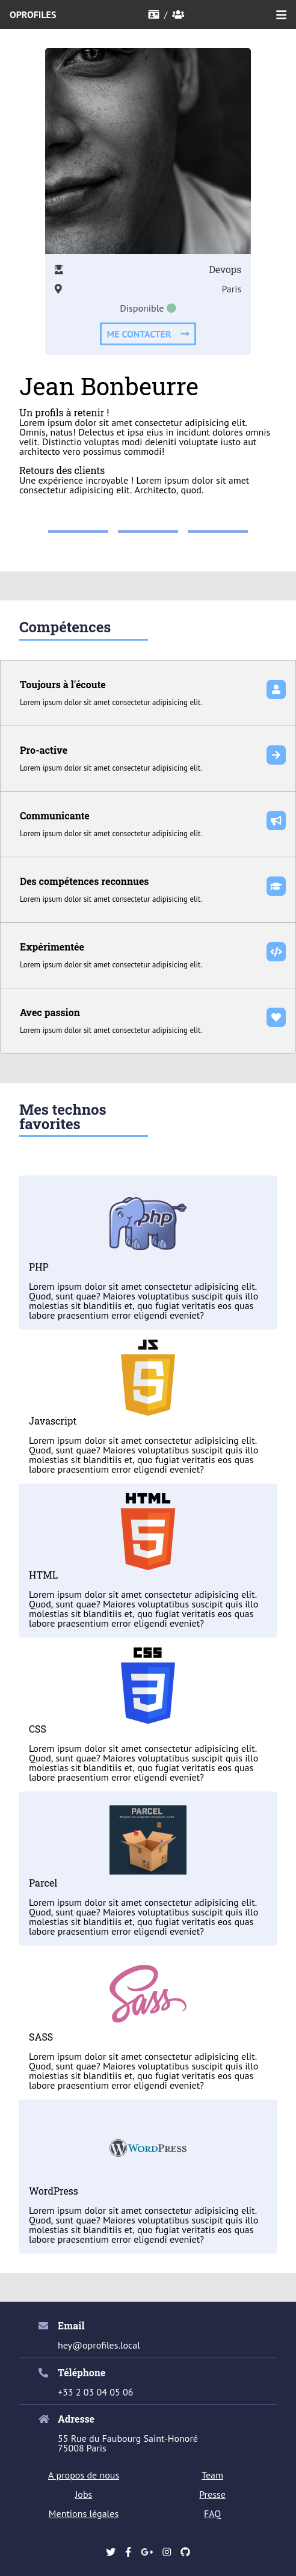 OPROFILES
/
Devops
Paris
Disponible
ME CONTACTER
Jean Bonbeurre
Un profils à retenir !
Lorem ipsum dolor sit amet consectetur adipisicing elit.
Omnis, natus! Delectus et ipsa eius in incidunt dolores omnis
velit. Distinctio voluptas modi deleniti voluptate iusto aut
architecto vero possimus commodi!
Retours des clients
Une expérience incroyable ! Lorem ipsum dolor sit amet
consectetur adipisicing elit. Architecto, quod.
Compétences
Toujours à l'écoute
Lorem ipsum dolor sit amet consectetur adipisicing elit.
Pro-active
Lorem ipsum dolor sit amet consectetur adipisicing elit.
Communicante
Lorem ipsum dolor sit amet consectetur adipisicing elit.
Des compétences reconnues
Lorem ipsum dolor sit amet consectetur adipisicing elit.
Expérimentée
Lorem ipsum dolor sit amet consectetur adipisicing elit.
Avec passion
Lorem ipsum dolor sit amet consectetur adipisicing elit.
Mes technos
favorites
php
PHP
Lorem ipsum dolor sit amet consectetur adipisicing elit.
Quod, sunt quae? Maiores voluptatibus suscipit quis illo
molestias sit blanditiis et, quo fugiat veritatis eos quas
labore praesentium error eligendi eveniet?
JS
Javascript
Lorem ipsum dolor sit amet consectetur adipisicing elit.
Quod, sunt quae? Maiores voluptatibus suscipit quis illo
molestias sit blanditiis et, quo fugiat veritatis eos quas
labore praesentium error eligendi eveniet?
HTML
5
HTML
Lorem ipsum dolor sit amet consectetur adipisicing elit.
Quod, sunt quae? Maiores voluptatibus suscipit quis illo
molestias sit blanditiis et, quo fugiat veritatis eos quas
labore praesentium error eligendi eveniet?
CSS
3
CSS
Lorem ipsum dolor sit amet consectetur adipisicing elit.
Quod, sunt quae? Maiores voluptatibus suscipit quis illo
molestias sit blanditiis et, quo fugiat veritatis eos quas
labore praesentium error eligendi eveniet?
PARCEL
Parcel
Lorem ipsum dolor sit amet consectetur adipisicing elit.
Quod, sunt quae? Maiores voluptatibus suscipit quis illo
molestias sit blanditiis et, quo fugiat veritatis eos quas
labore praesentium error eligendi eveniet?
Sass
SASS
Lorem ipsum dolor sit amet consectetur adipisicing elit.
Quod, sunt quae? Maiores voluptatibus suscipit quis illo
molestias sit blanditiis et, quo fugiat veritatis eos quas
labore praesentium error eligendi eveniet?
WORDPRESS
WordPress
Lorem ipsum dolor sit amet consectetur adipisicing elit.
Quod, sunt quae? Maiores voluptatibus suscipit quis illo
molestias sit blanditiis et, quo fugiat veritatis eos quas
labore praesentium error eligendi eveniet?
Email
hey@oprofiles.local
Téléphone
+33 2 03 04 05 06
Adresse
55 Rue du Faubourg Saint-Honoré
75008 Paris
A propos de nous
Team
Jobs
Presse
Mentions légales
FAQ